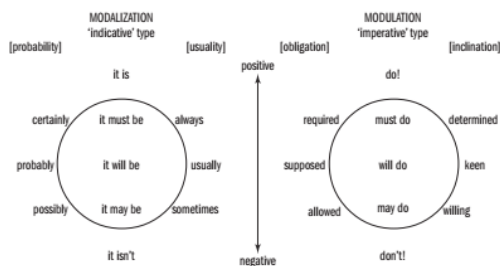 MODALIZATION MODULATION
'indicative' type 'imperative' type
[probability] [usuality] [obligation] [inclination]
it is positive do!
certainly it must be always required must do determined
probably it will be usually supposed will do keen
possibly it may be sometimes allowed may do willing
it isn't negative don't!